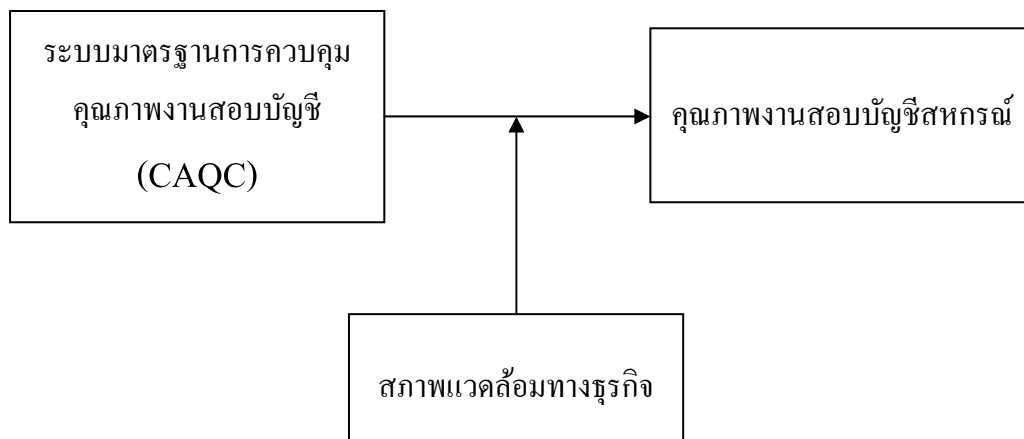 ระบบมาตรฐานการควบคุม
คุณภาพงานสอบบัญชี
(CAQC)
คุณภาพงานสอบบัญชีสหกรณ์
สภาพแวดล้อมทางธุรกิจ